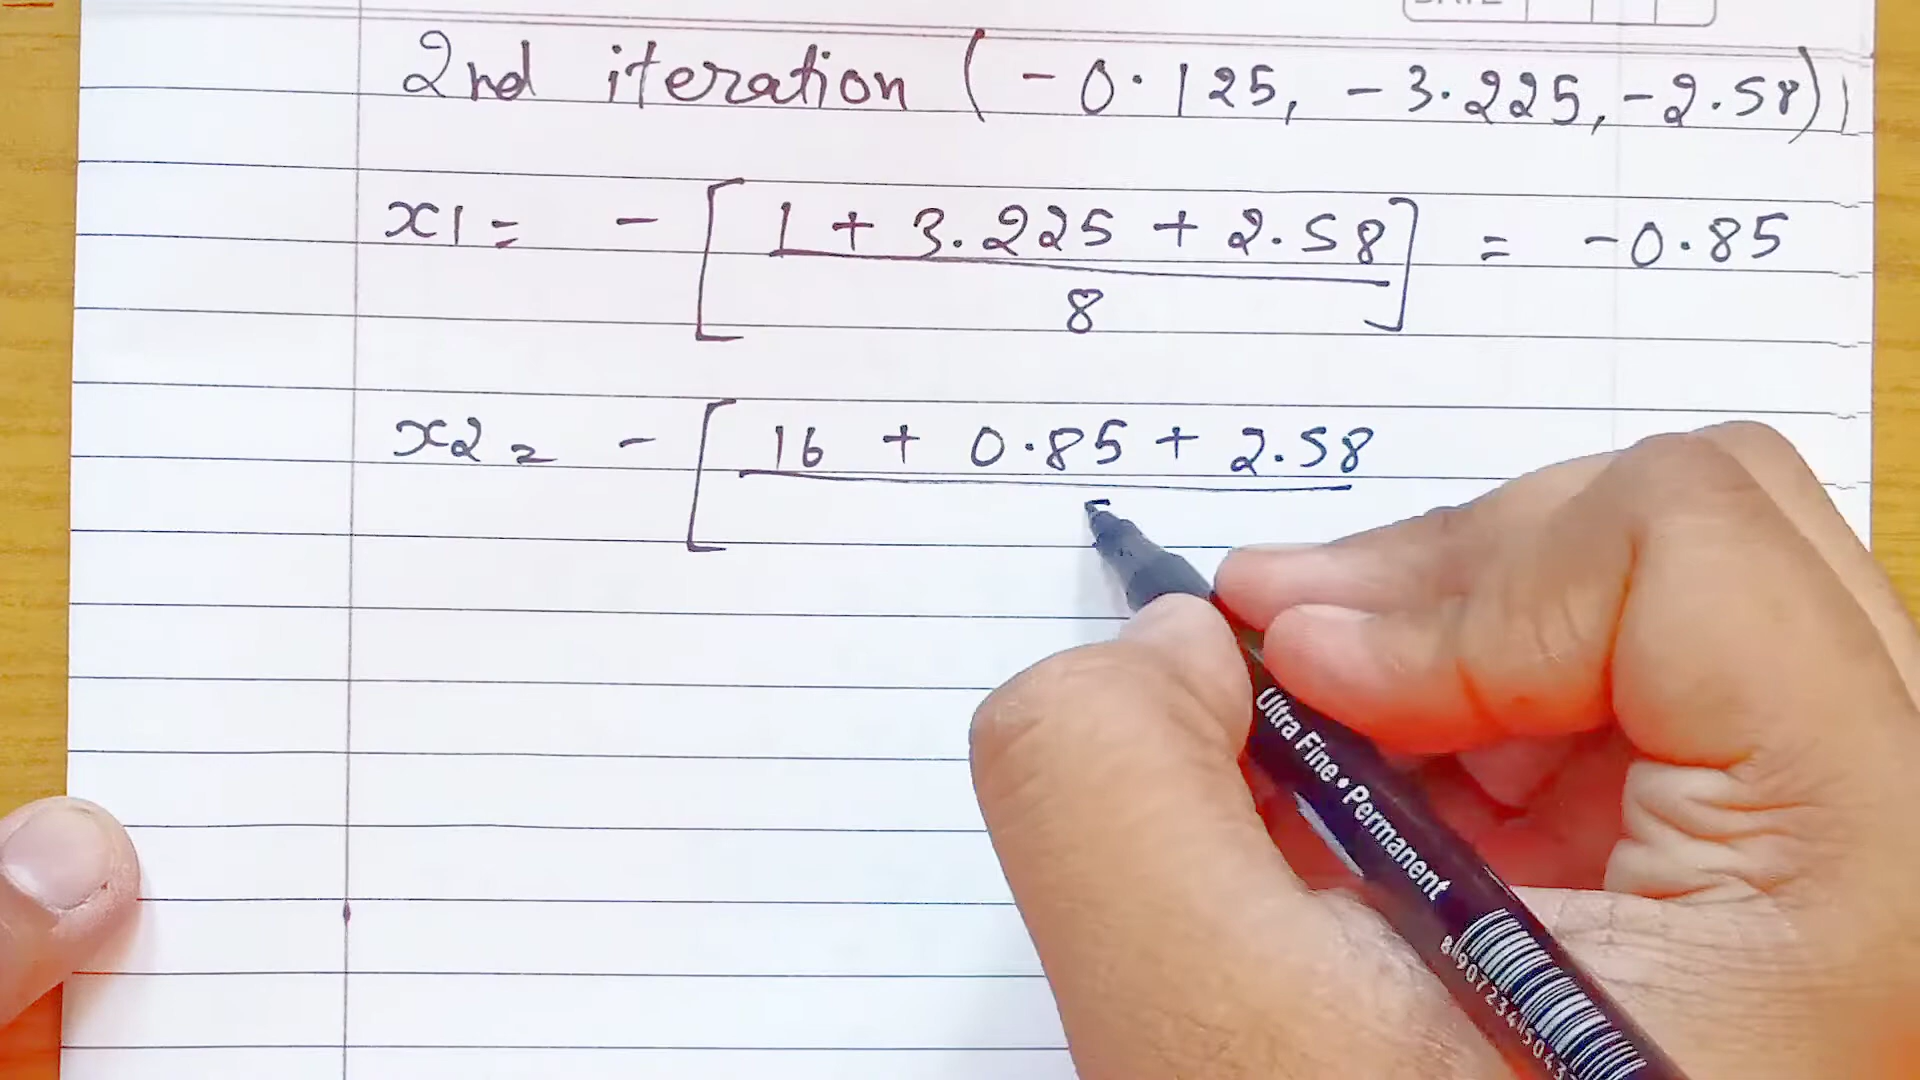 2nd iteration (-0.125, -3.225, -2.58)
x1 = - [ 1 + 3.225 + 2.58 ] = -0.85
8
x2 = - [ 16 + 0.85 + 2.58
Ultra Fine • Permanent